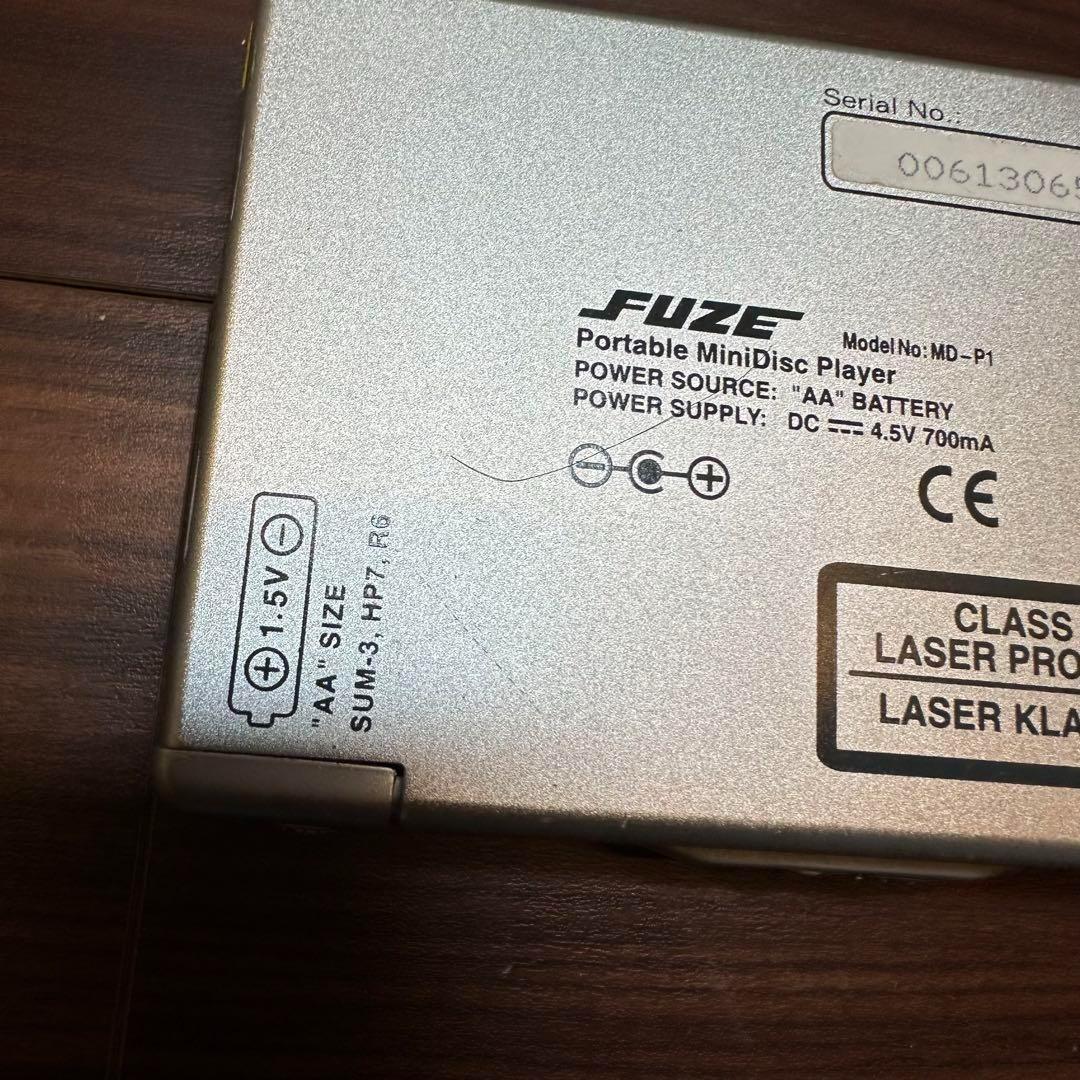 Serial No.:
0061306
FUZE
Portable MiniDisc Player
Model No: MD-P1
POWER SOURCE: "AA" BATTERY
POWER SUPPLY: DC 4.5V 700mA
CE
1.5V
"AA" SIZE
SUM-3, HP7, R6
CLASS
LASER PRO
LASER KLA